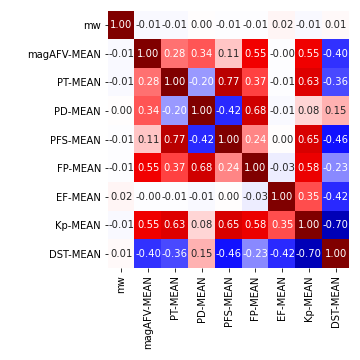 mw 1.00 -0.01 -0.01 0.00 -0.01 -0.01 0.02 -0.01 0.01
magAFV-MEAN -0.01 1.00 0.28 0.34 0.11 0.55 -0.00 0.55 -0.40
PT-MEAN -0.01 0.28 1.00 -0.20 0.77 0.37 -0.01 0.63 -0.36
PD-MEAN 0.00 0.34 -0.20 1.00 -0.42 0.68 -0.01 0.08 0.15
PFS-MEAN -0.01 0.11 0.77 -0.42 1.00 0.24 0.00 0.65 -0.46
FP-MEAN -0.01 0.55 0.37 0.68 0.24 1.00 -0.03 0.58 -0.23
EF-MEAN 0.02 -0.00 -0.01 -0.01 0.00 -0.03 1.00 0.35 -0.42
Kp-MEAN -0.01 0.55 0.63 0.08 0.65 0.58 0.35 1.00 -0.70
DST-MEAN 0.01 -0.40 -0.36 0.15 -0.46 -0.23 -0.42 -0.70 1.00
mw
magAFV-MEAN
PT-MEAN
PD-MEAN
PFS-MEAN
FP-MEAN
EF-MEAN
Kp-MEAN
DST-MEAN